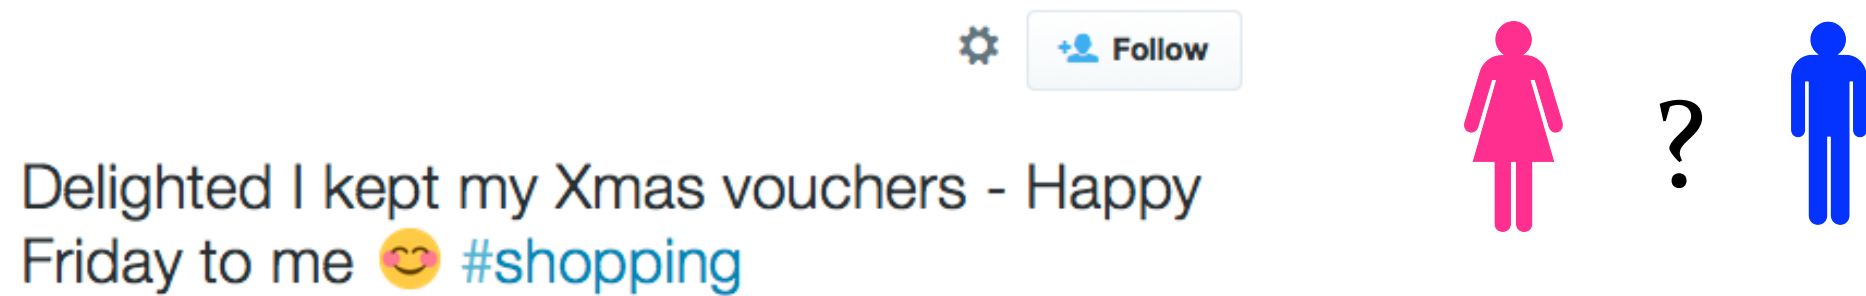 Follow
Delighted I kept my Xmas vouchers - Happy
Friday to me 😊 #shopping
?